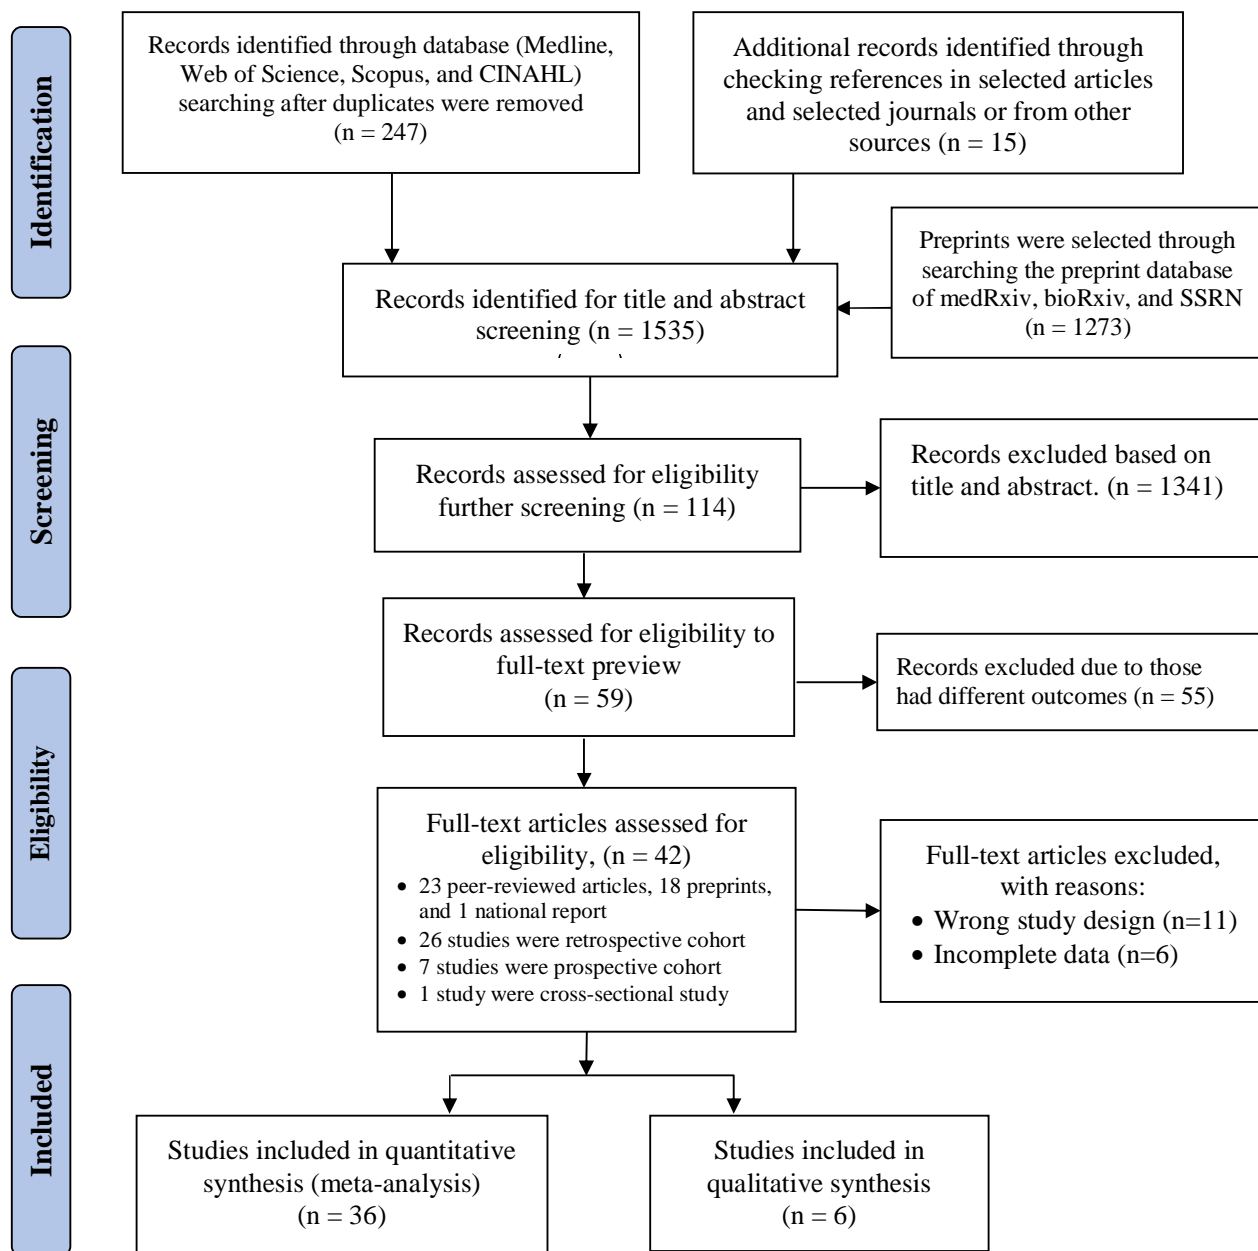 Identification
Records identified through database (Medline,
Web of Science, Scopus, and CINAHL)
searching after duplicates were removed
(n = 247)
Additional records identified through
checking references in selected articles
and selected journals or from other
sources (n = 15)
Preprints were selected through
searching the preprint database
of medRxiv, bioRxiv, and SSRN
(n = 1273)
Records identified for title and abstract
screening (n = 1535)
Screening
Records assessed for eligibility
further screening (n = 114)
Records excluded based on
title and abstract. (n = 1341)
Records assessed for eligibility to
full-text preview
(n = 59)
Records excluded due to those
had different outcomes (n = 55)
Eligibility
Full-text articles assessed for
eligibility, (n = 42)
• 23 peer-reviewed articles, 18 preprints,
and 1 national report
• 26 studies were retrospective cohort
• 7 studies were prospective cohort
• 1 study were cross-sectional study
Full-text articles excluded,
with reasons:
• Wrong study design (n=11)
• Incomplete data (n=6)
Included
Studies included in quantitative
synthesis (meta-analysis)
(n = 36)
Studies included in
qualitative synthesis
(n = 6)